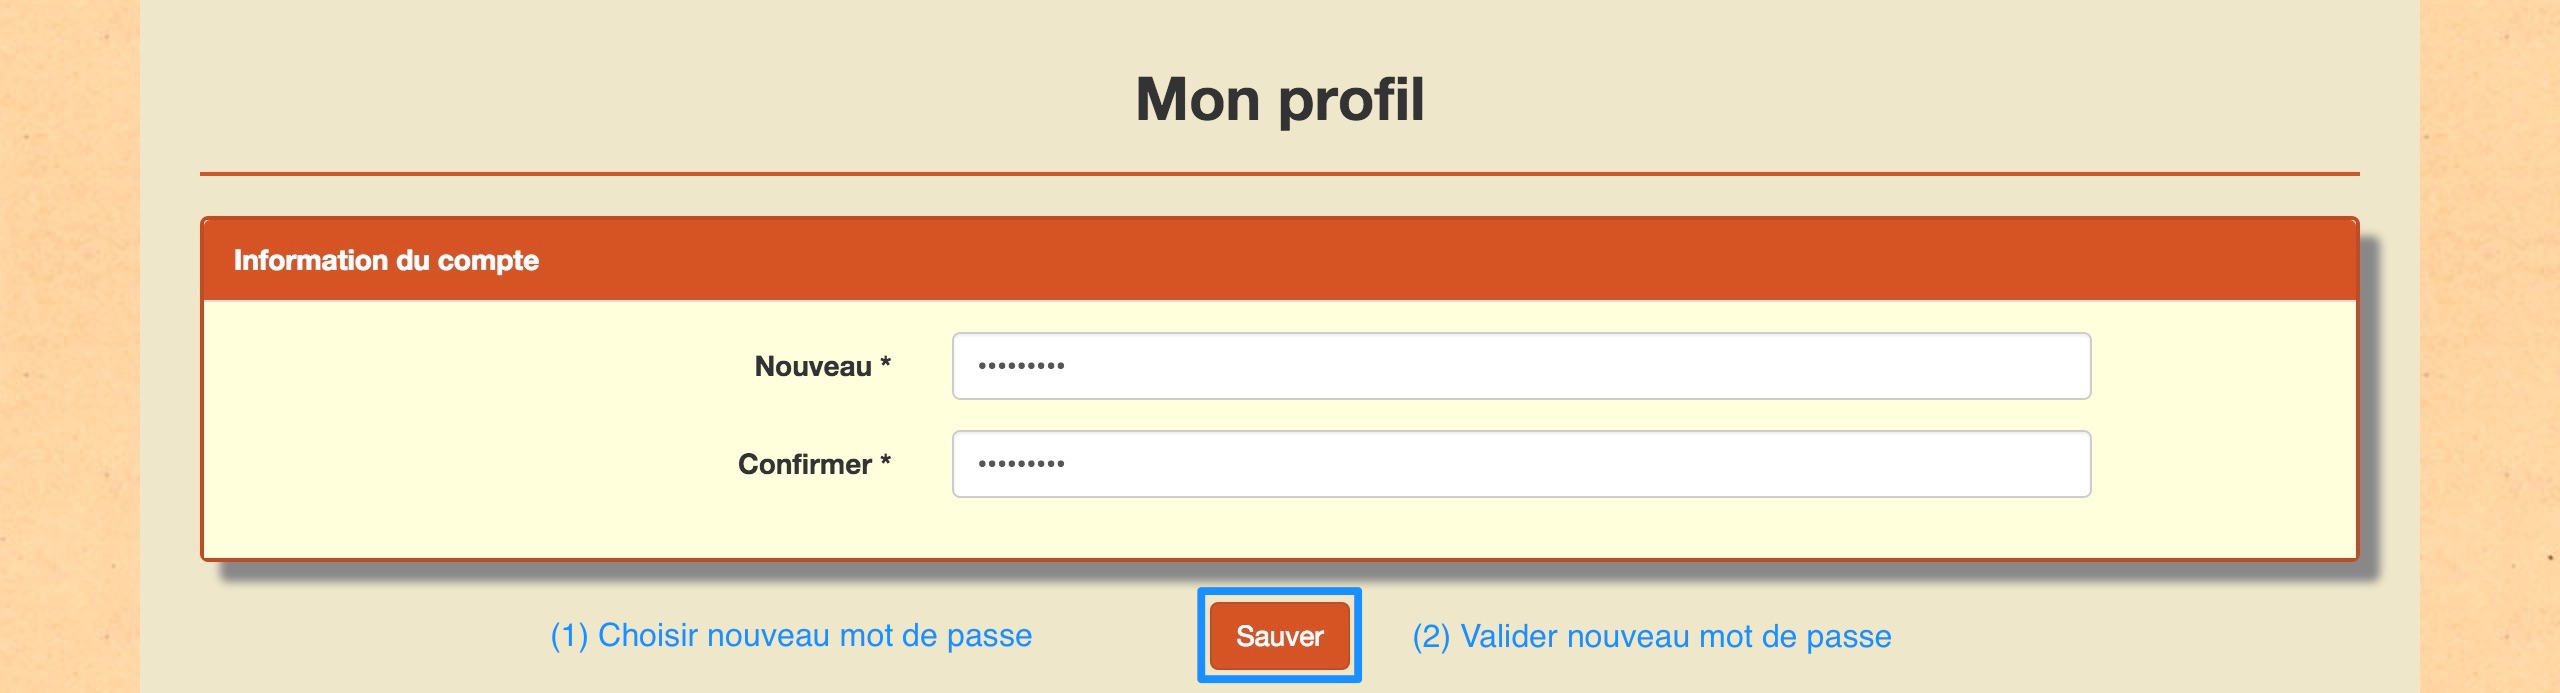 Mon profil
Information du compte
Nouveau *
•••••••••
Confirmer *
•••••••••
(1) Choisir nouveau mot de passe
Sauver
(2) Valider nouveau mot de passe